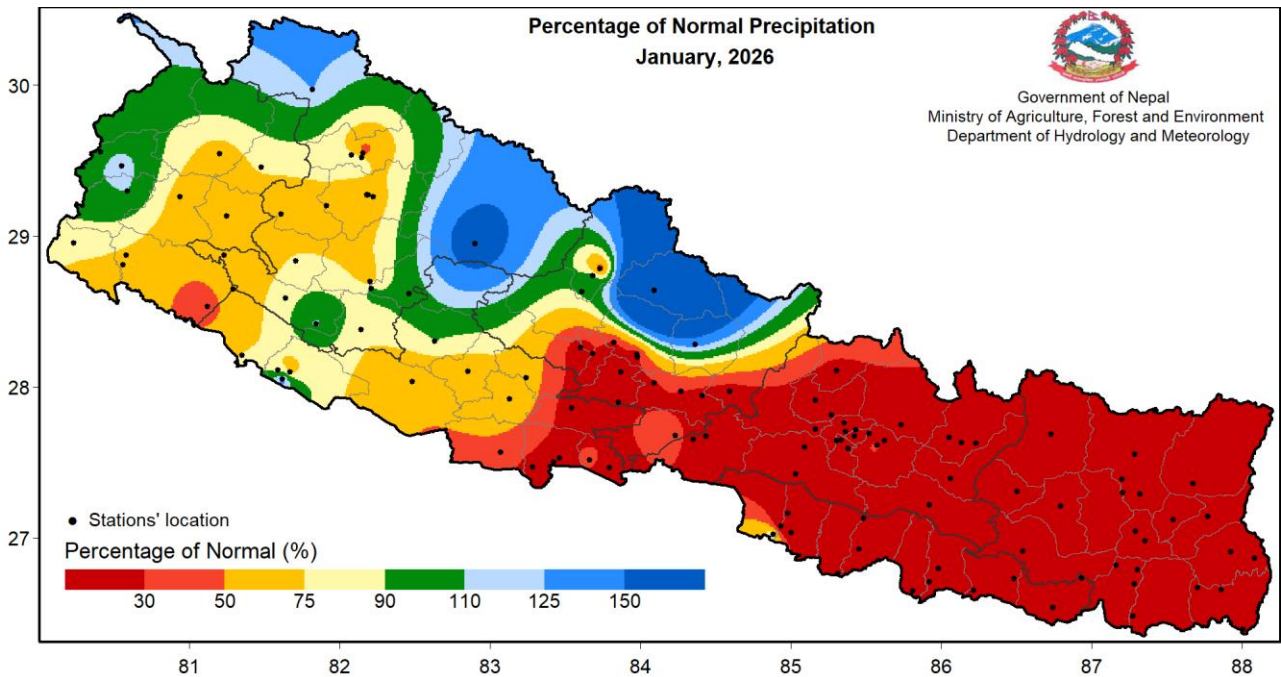 Percentage of Normal Precipitation
January, 2026
Government of Nepal
Ministry of Agriculture, Forest and Environment
Department of Hydrology and Meteorology
30
29
28
27
Stations' location
Percentage of Normal (%)
30 50 75 90 110 125 150
81 82 83 84 85 86 87 88